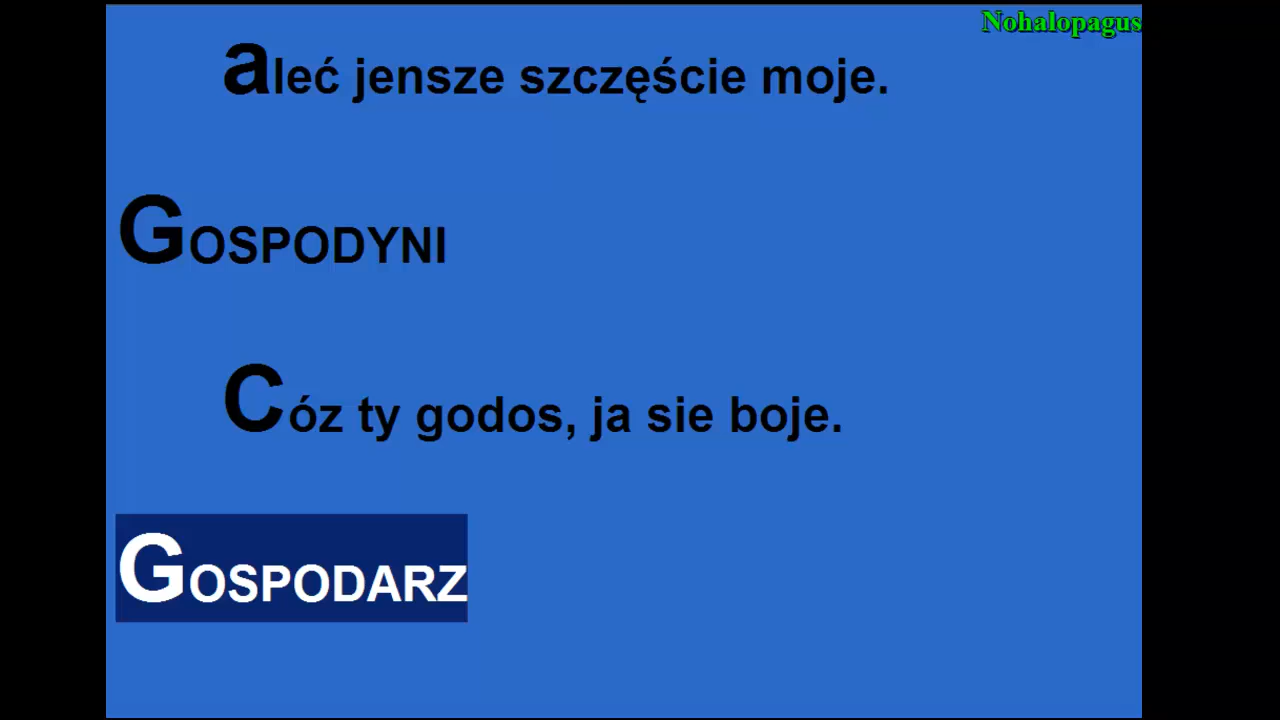 Nohalopagus
aleć jensze szczęście moje.
GOSPODYNI
Cóz ty godos, ja sie boje.
GOSPODARZ